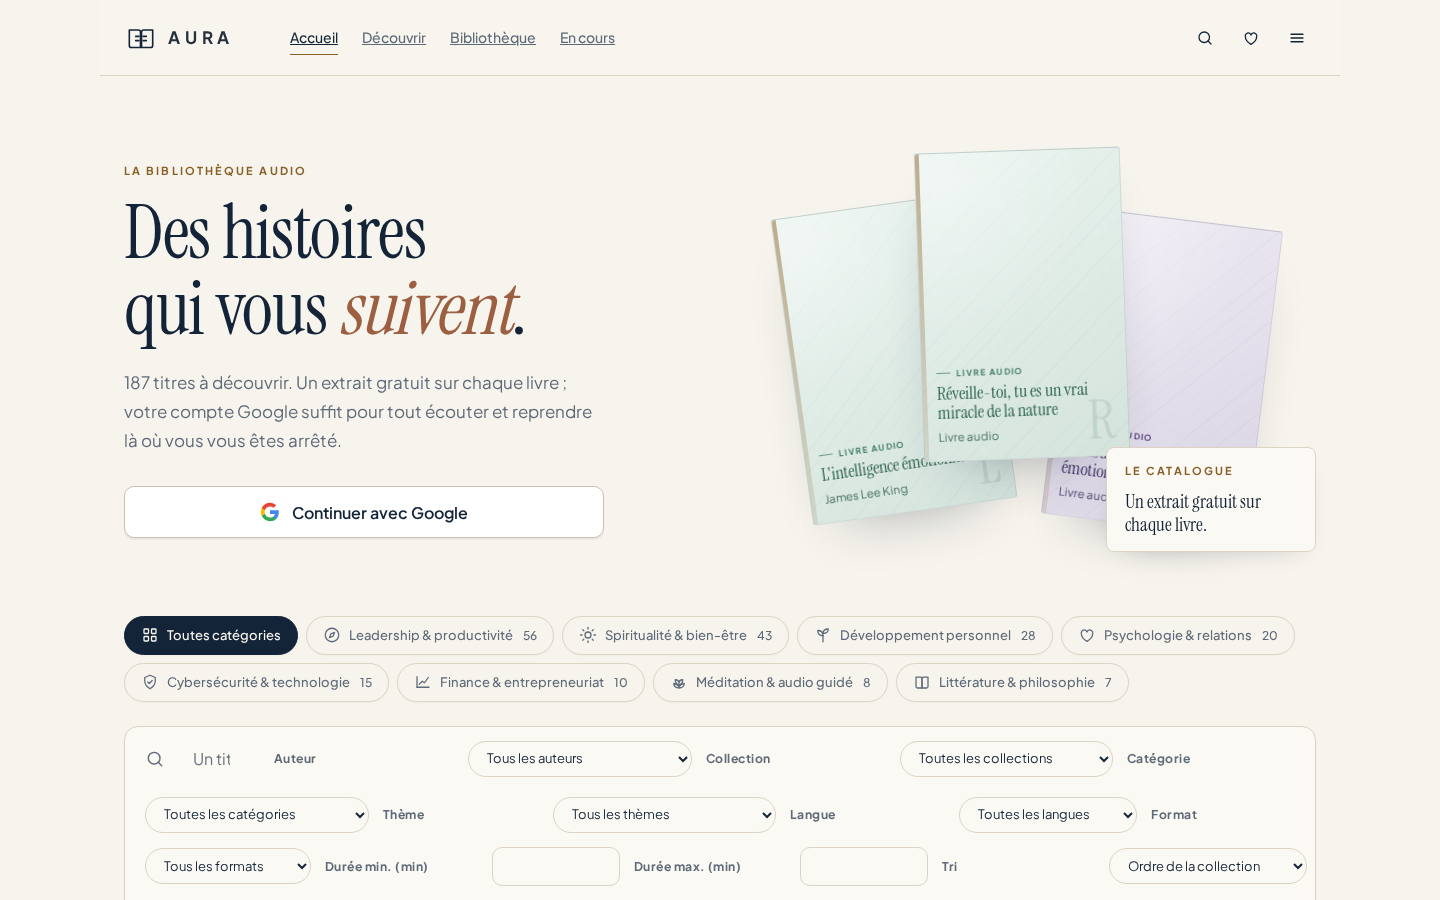 AURA
Accueil
Découvrir
Bibliothèque
En cours
LA BIBLIOTHÈQUE AUDIO
Des histoires
qui vous suivent.
187 titres à découvrir. Un extrait gratuit sur chaque livre ;
votre compte Google suffit pour tout écouter et reprendre
là où vous vous êtes arrêté.
Continuer avec Google
LIVRE AUDIO
L'intelligence
James Lee King
L
LIVRE AUDIO
Réveille-toi, tu es un vrai
miracle de la nature
Livre audio
R
Livre
LE CATALOGUE
Un extrait gratuit sur
chaque livre.
Toutes catégories
Leadership & productivité 56
Spiritualité & bien-être 43
Développement personnel 28
Psychologie & relations 20
Cybersécurité & technologie 15
Finance & entrepreneuriat 10
Méditation & audio guidé 8
Littérature & philosophie 7
Un tit
Auteur
Tous les auteurs
Collection
Toutes les collections
Catégorie
Toutes les catégories
Thème
Tous les thèmes
Langue
Toutes les langues
Format
Tous les formats
Durée min. (min)
Durée max. (min)
Tri
Ordre de la collection